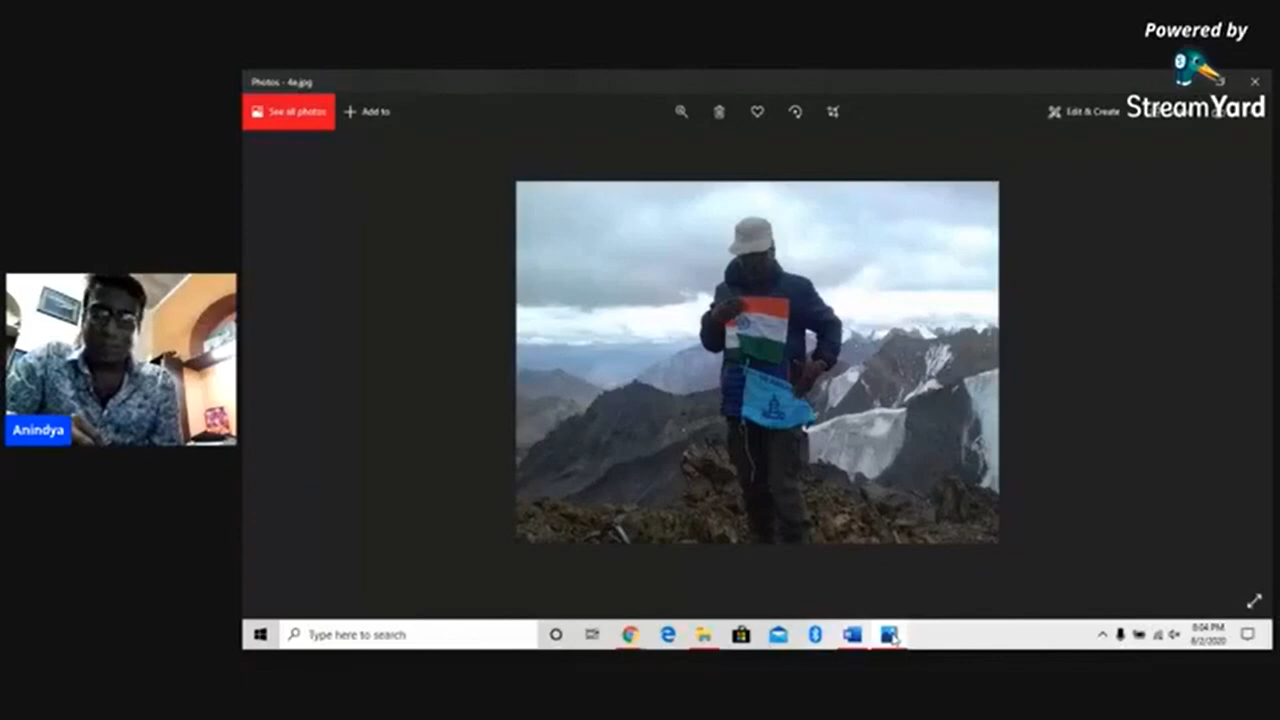 Powered by
StreamYard
Photos - 4a.jpg
See all photos
Add to
Edit & Create
Anindya
Type here to search
8:04 PM
8/2/2020